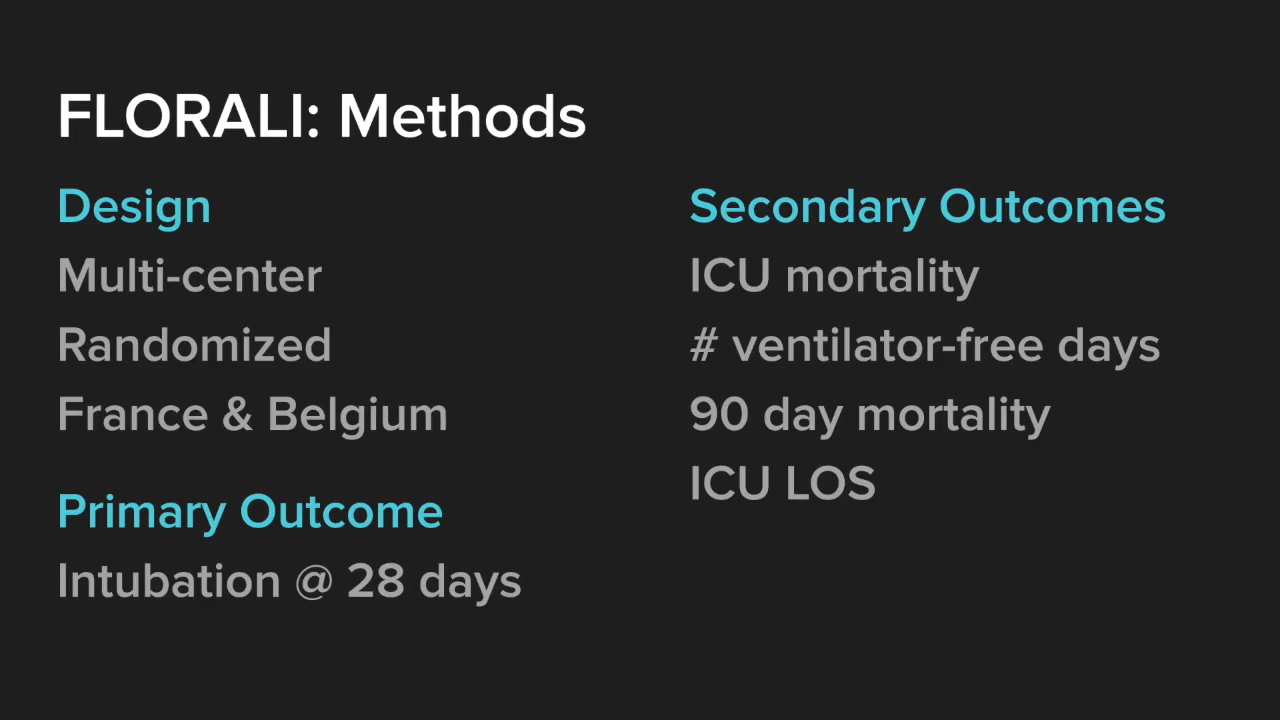 FLORALI: Methods
Design
Multi-center
Randomized
France & Belgium
Primary Outcome
Intubation @ 28 days
Secondary Outcomes
ICU mortality
# ventilator-free days
90 day mortality
ICU LOS